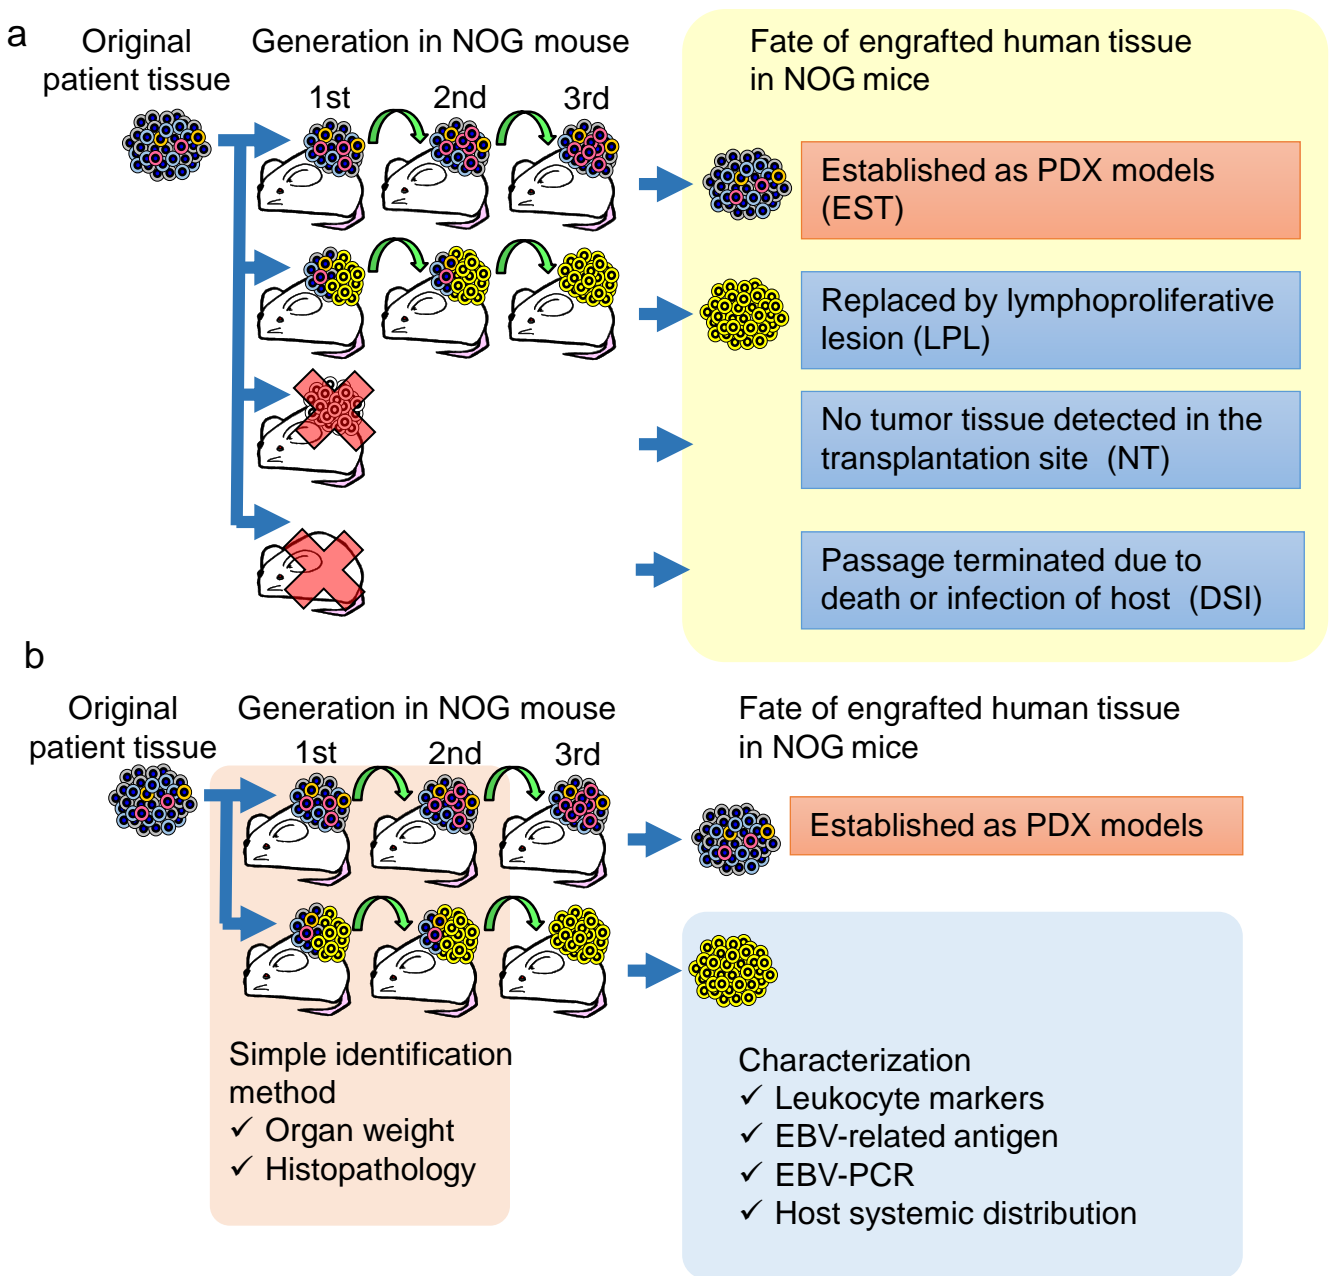 a
Original
patient tissue
Generation in NOG mouse
1st
2nd
3rd
Fate of engrafted human tissue
in NOG mice
Established as PDX models
(EST)
Replaced by lymphoproliferative
lesion (LPL)
No tumor tissue detected in the
transplantation site (NT)
Passage terminated due to
death or infection of host (DSI)
b
Original
patient tissue
Generation in NOG mouse
1st
2nd
3rd
Fate of engrafted human tissue
in NOG mice
Established as PDX models
Simple identification
method
✓ Organ weight
✓ Histopathology
Characterization
✓ Leukocyte markers
✓ EBV-related antigen
✓ EBV-PCR
✓ Host systemic distribution